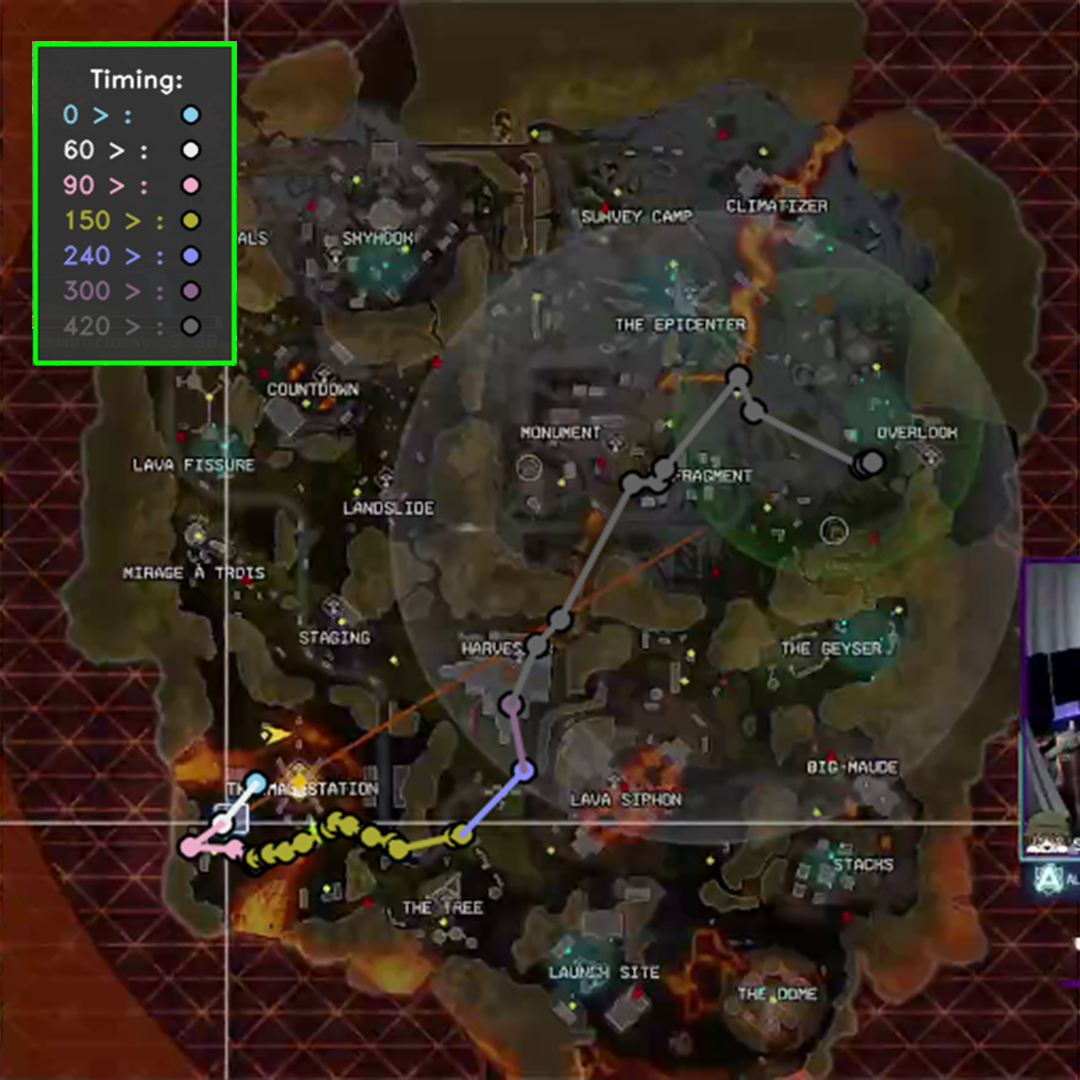 Timing:
0 > :
60 > :
90 > :
150 > :
240 > :
300 > :
420 > :
CLIMATIZER
SURVEY CAMP
SKYHOOK
THE EPICENTER
COUNTDOWN
MONUMENT
OVERLOOK
LAVA FISSURE
FRAGMENT
LANDSLIDE
MIRAGE À TROIS
STAGING
HARVES
THE GEYSER
BIG MAUDE
STATION
LAVA SIPHON
STACKS
THE TREE
LAUNCH SITE
THE DOME